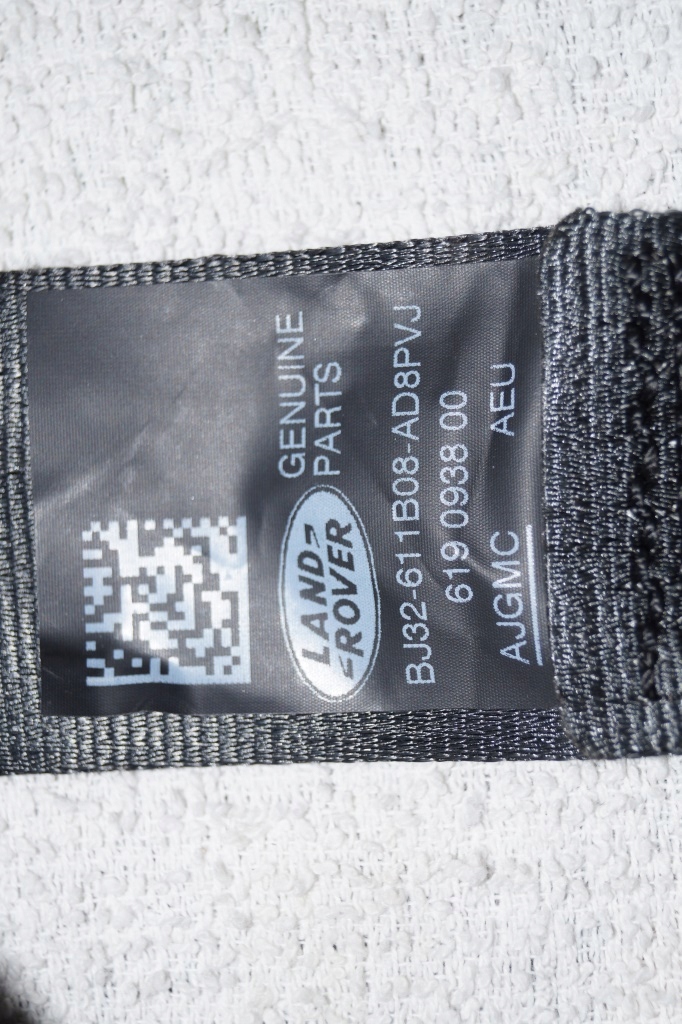 LAND
ROVER
GENUINE
PARTS
BJ32-611B08-AD8PVJ
619 0938 00
AJGMC AEU